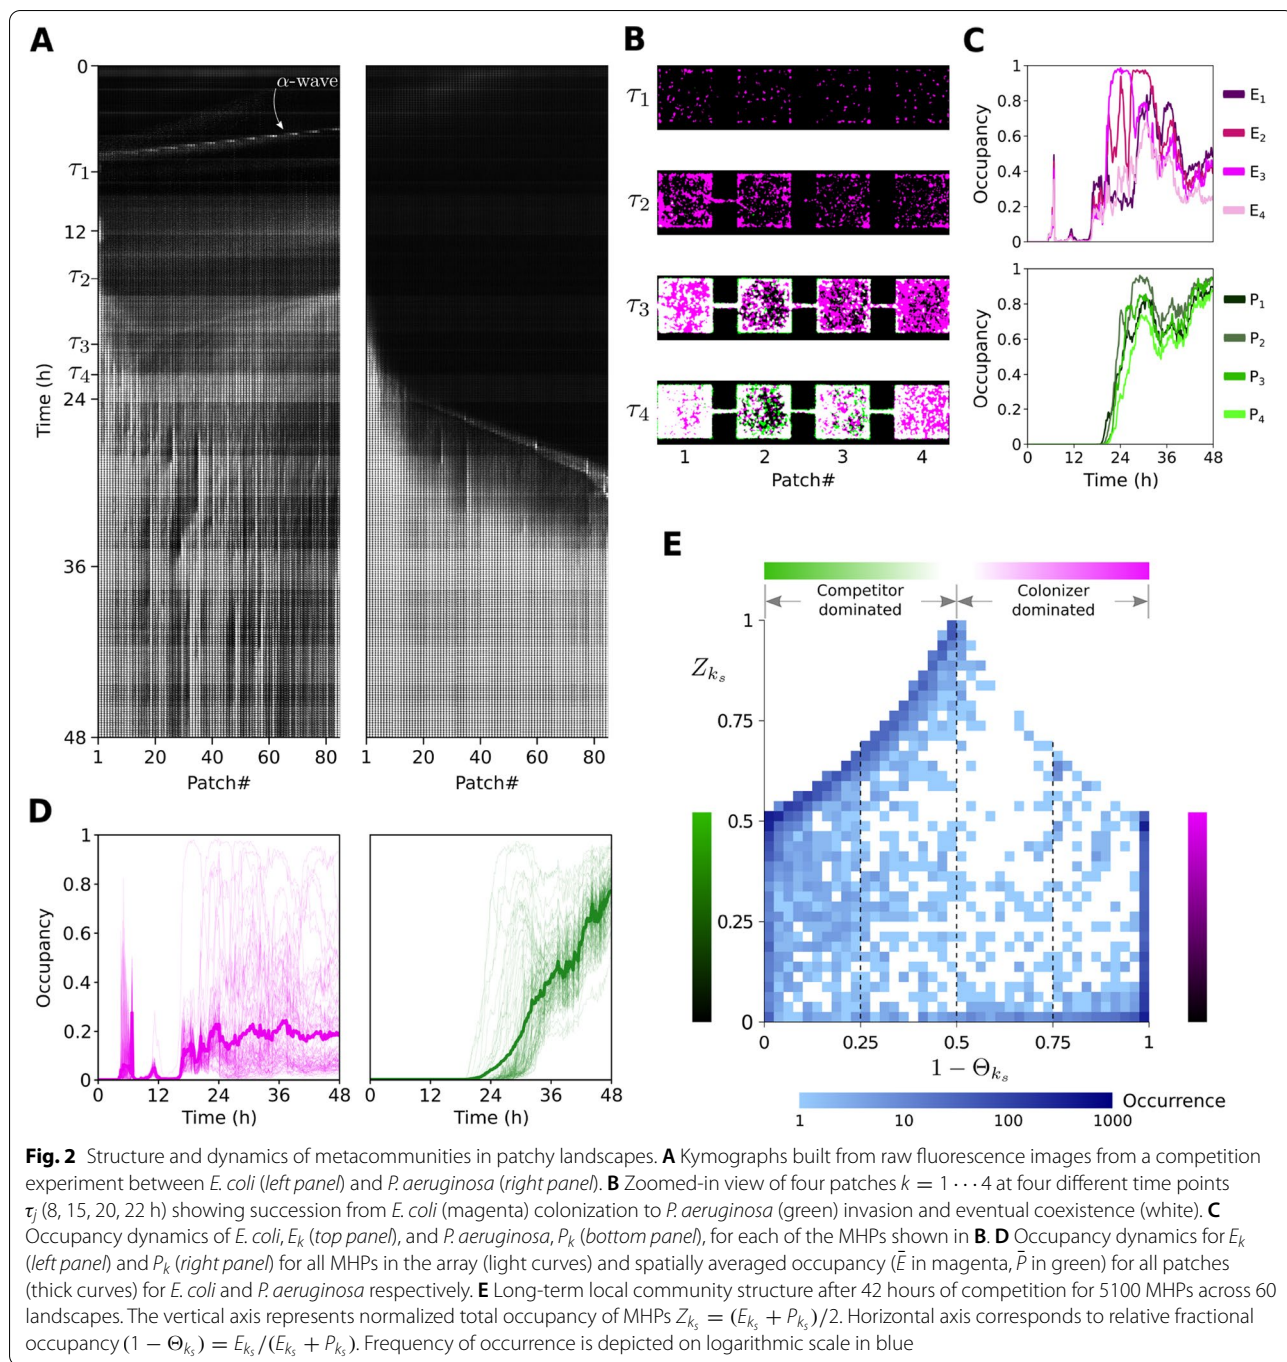 A
0
α-wave
τ1
12
τ2
τ3
τ4
24
36
48
Time (h)
1 20 40 60 80
Patch#
1 20 40 60 80
Patch#
B
τ1
τ2
τ3
τ4
1 2 3 4
Patch#
C
1
0.8
0.6
0.4
0.2
0
Occupancy
E1
E2
E3
E4
1
0.8
0.6
0.4
0.2
0
Occupancy
P1
P2
P3
P4
0 12 24 36 48
Time (h)
D
1
0.8
0.6
0.4
0.2
0
Occupancy
0 12 24 36 48
Time (h)
12 24 36 48
Time (h)
E
Competitor dominated
Colonizer dominated
Zks
1
0.75
0.5
0.25
0
0 0.25 0.5 0.75 1
1 − Θks
Occurrence
1 10 100 1000
Fig. 2 Structure and dynamics of metacommunities in patchy landscapes. A Kymographs built from raw fluorescence images from a competition
experiment between E. coli (left panel) and P. aeruginosa (right panel). B Zoomed-in view of four patches k = 1 · · · 4 at four different time points
τj (8, 15, 20, 22 h) showing succession from E. coli (magenta) colonization to P. aeruginosa (green) invasion and eventual coexistence (white). C
Occupancy dynamics of E. coli, Ek (top panel), and P. aeruginosa, Pk (bottom panel), for each of the MHPs shown in B. D Occupancy dynamics for Ek
(left panel) and Pk (right panel) for all MHPs in the array (light curves) and spatially averaged occupancy (Ē in magenta, P̄ in green) for all patches
(thick curves) for E. coli and P. aeruginosa respectively. E Long-term local community structure after 42 hours of competition for 5100 MHPs across 60
landscapes. The vertical axis represents normalized total occupancy of MHPs Zks = (Eks + Pks)/2. Horizontal axis corresponds to relative fractional
occupancy (1 − Θks) = Eks/(Eks + Pks). Frequency of occurrence is depicted on logarithmic scale in blue